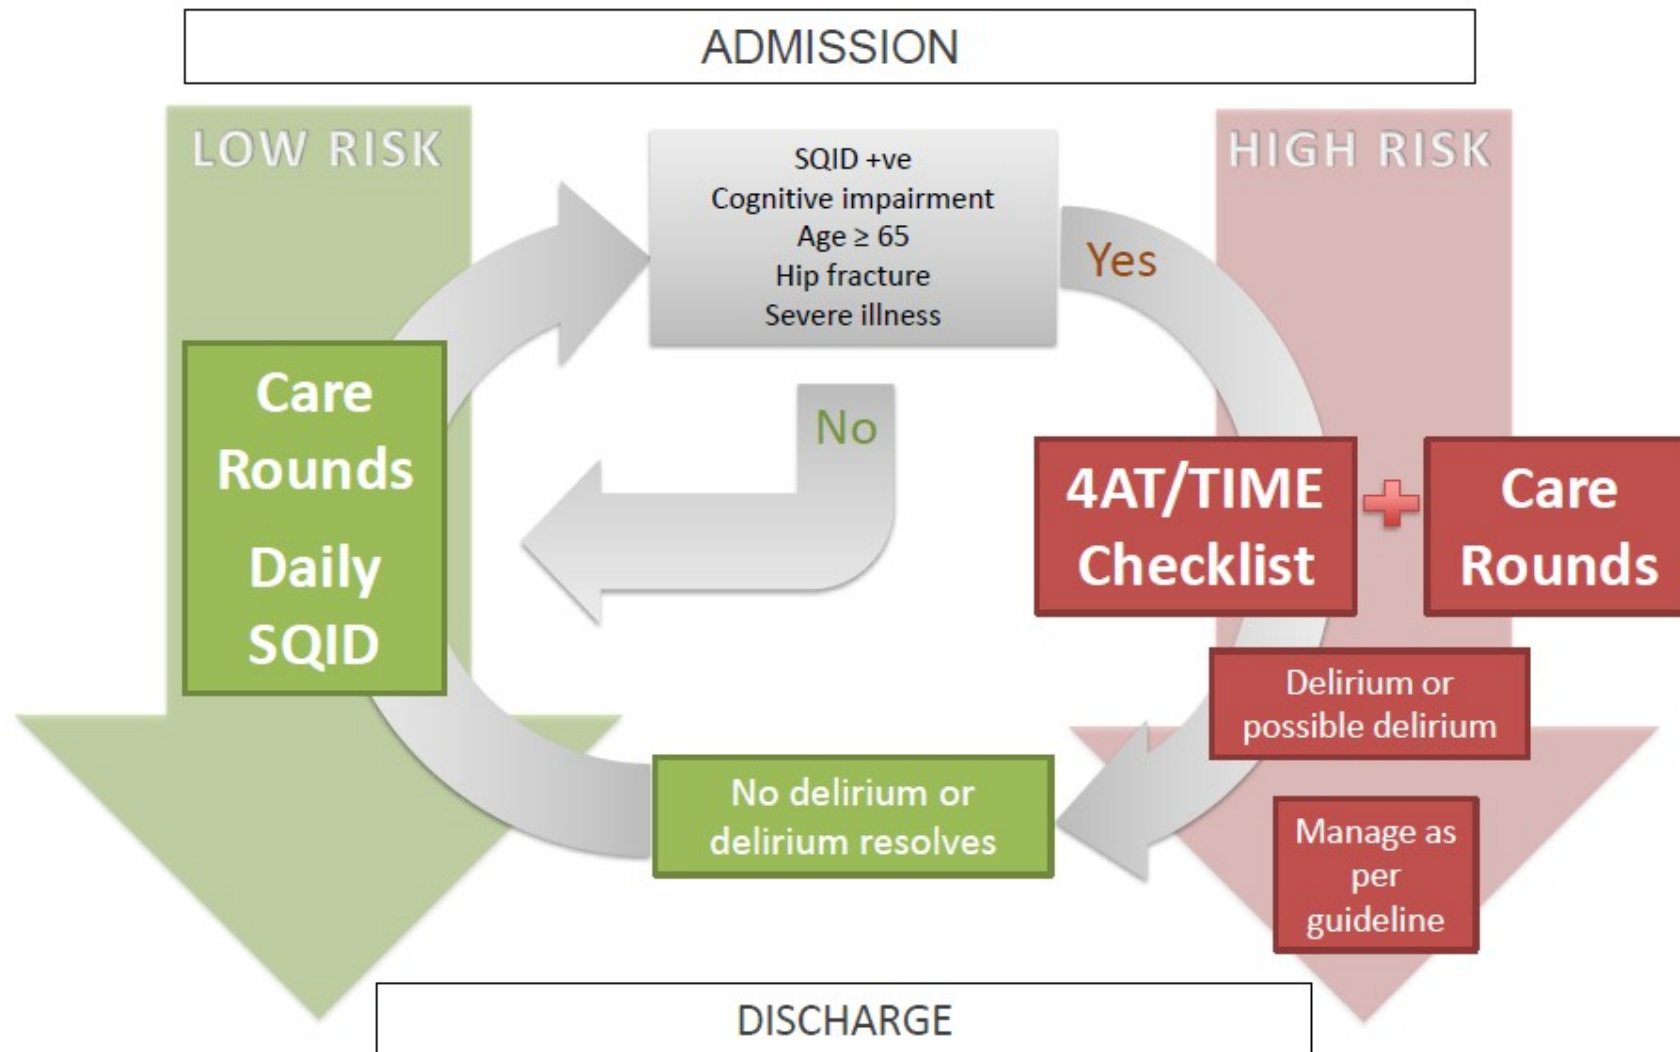 ADMISSION
LOW RISK
HIGH RISK
SQID +ve
Cognitive impairment
Age ≥ 65
Hip fracture
Severe illness
Yes
No
Care
Rounds
Daily
SQID
4AT/TIME
Checklist
Care
Rounds
Delirium or
possible delirium
No delirium or
delirium resolves
Manage as
per
guideline
DISCHARGE